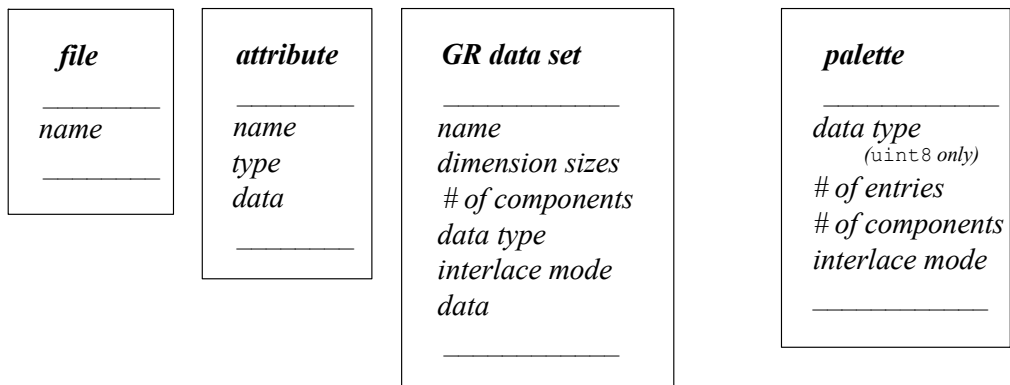 file
name
attribute
name
type
data
GR data set
name
dimension sizes
# of components
data type
interlace mode
data
palette
data type
(uint8 only)
# of entries
# of components
interlace mode